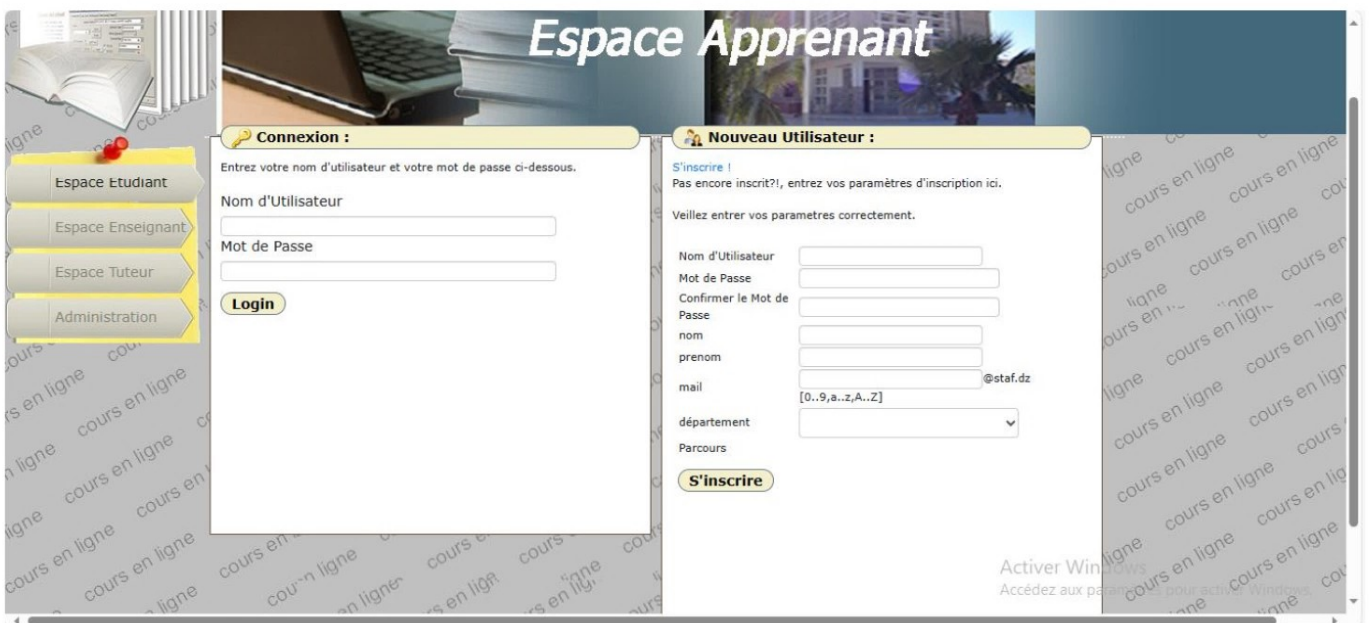 Espace Apprenant
Connexion :
Entrez votre nom d'utilisateur et votre mot de passe ci-dessous.
Nom d'Utilisateur
Mot de Passe
Login
Nouveau Utilisateur :
S'inscrire !
Pas encore inscrit?!, entrez vos paramètres d'inscription ici.
Veillez entrer vos parametres correctement.
Nom d'Utilisateur
Mot de Passe
Confirmer le Mot de
Passe
nom
prenom
mail
@staf.dz
[0..9,a..z,A..Z]
département
Parcours
S'inscrire
Espace Etudiant
Espace Enseignant
Espace Tuteur
Administration
cours en ligne
Activer Windows
Accédez aux paramètres pour activer Windows.